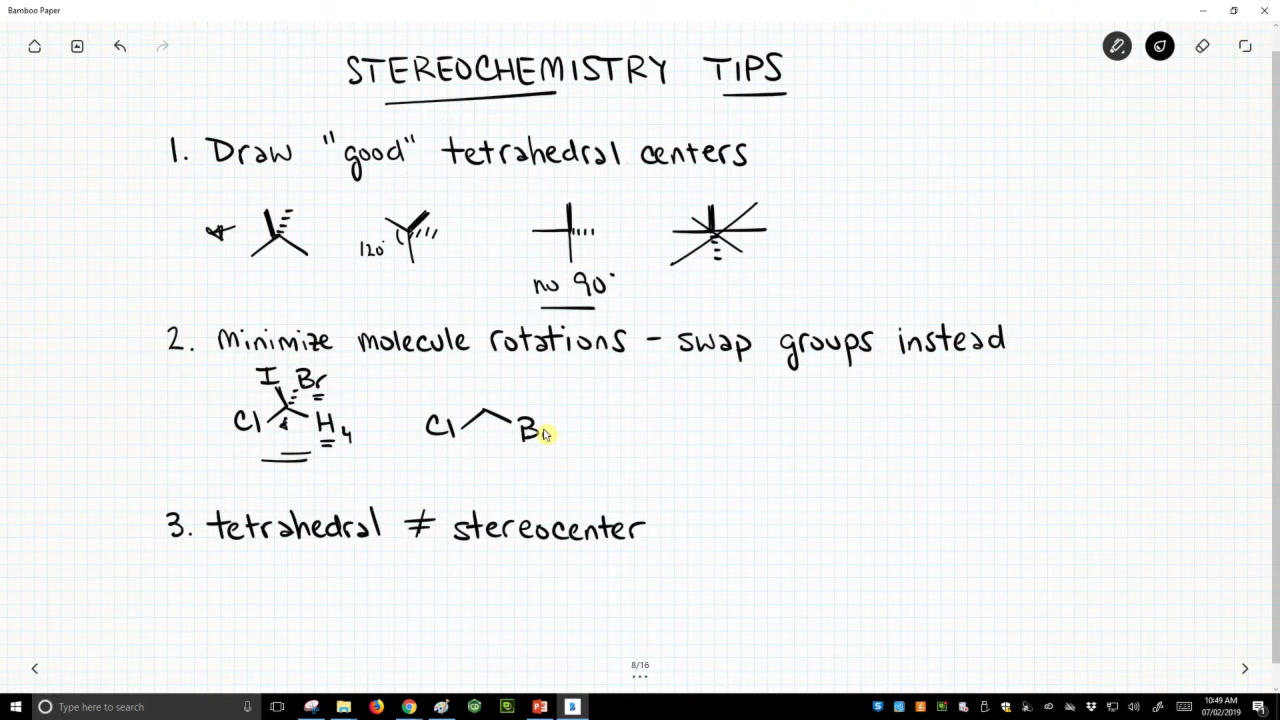 Bamboo Paper
STEREOCHEMISTRY TIPS
1. Draw "good" tetrahedral centers
120°
no 90°
2. minimize molecule rotations - swap groups instead
I Br
Cl H 4
Cl B
3. tetrahedral ≠ stereocenter
8/16
Type here to search
10:49 AM
07/02/2019